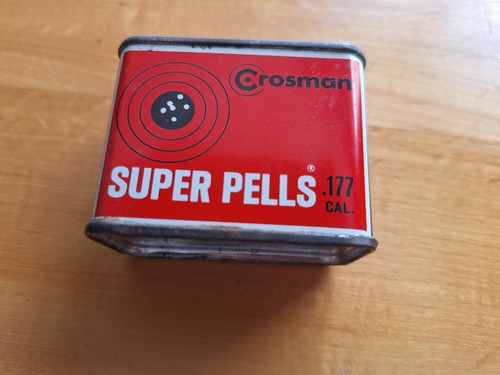 Crosman
SUPER PELLS®
.177
CAL.